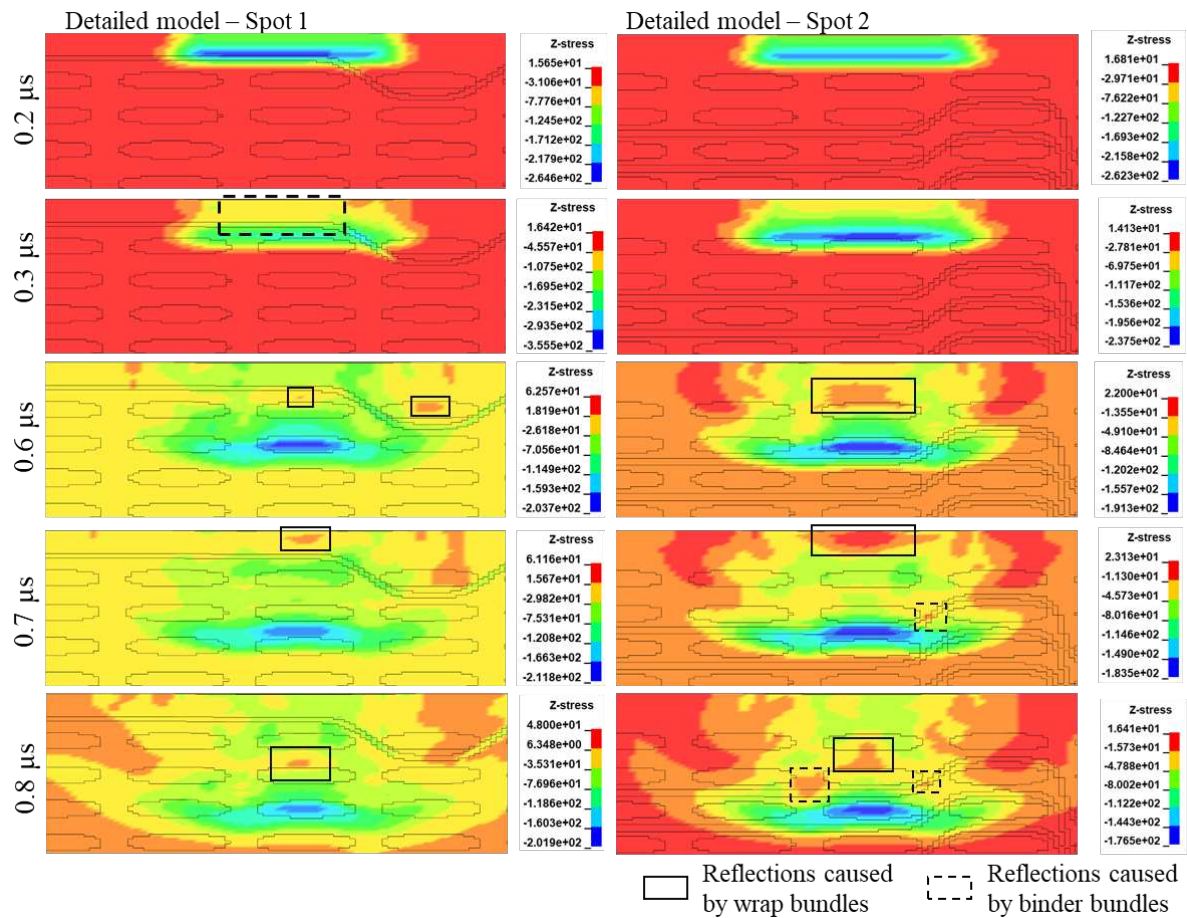 Detailed model – Spot 1
Detailed model – Spot 2
0.2 μs
Z-stress
1.565e+01
-3.106e+01
-7.776e+01
-1.245e+02
-1.712e+02
-2.179e+02
-2.646e+02
Z-stress
1.681e+01
-2.971e+01
-7.622e+01
-1.227e+02
-1.693e+02
-2.158e+02
-2.623e+02
0.3 μs
Z-stress
1.642e+01
-4.557e+01
-1.075e+02
-1.695e+02
-2.315e+02
-2.935e+02
-3.555e+02
Z-stress
1.413e+01
-2.781e+01
-6.975e+01
-1.117e+02
-1.536e+02
-1.956e+02
-2.375e+02
0.6 μs
Z-stress
6.257e+01
1.819e+01
-2.618e+01
-7.056e+01
-1.149e+02
-1.593e+02
-2.037e+02
Z-stress
2.200e+01
-1.355e+01
-4.910e+01
-8.464e+01
-1.202e+02
-1.557e+02
-1.913e+02
0.7 μs
Z-stress
6.116e+01
1.567e+01
-2.982e+01
-7.531e+01
-1.208e+02
-1.663e+02
-2.118e+02
Z-stress
2.313e+01
-1.130e+01
-4.573e+01
-8.016e+01
-1.146e+02
-1.490e+02
-1.835e+02
0.8 μs
Z-stress
4.800e+01
6.348e+00
-3.531e+01
-7.696e+01
-1.186e+02
-1.603e+02
-2.019e+02
Z-stress
1.641e+01
-1.573e+01
-4.788e+01
-8.002e+01
-1.122e+02
-1.443e+02
-1.765e+02
Reflections caused
by wrap bundles
Reflections caused
by binder bundles